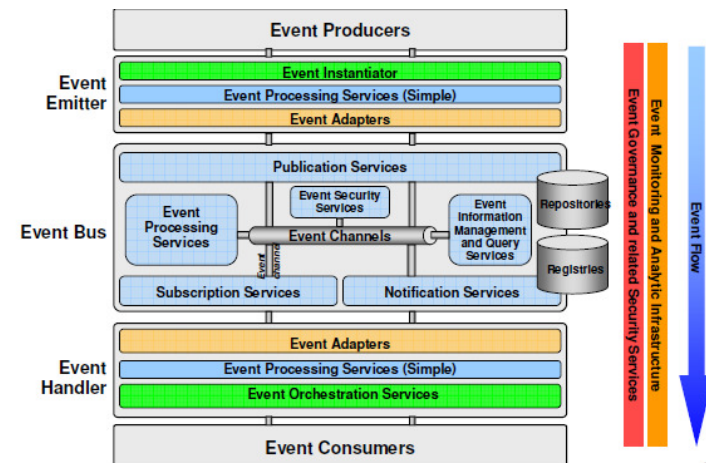 Event Producers
Event
Emitter
Event Instantiator
Event Processing Services (Simple)
Event Adapters
Event Bus
Publication Services
Event
Processing
Services
Event Security
Services
Event Channels
Event
channel
Event
Information
Management
and Query
Services
Repositories
Registries
Subscription Services
Notification Services
Event
Handler
Event Adapters
Event Processing Services (Simple)
Event Orchestration Services
Event Consumers
Event Governance and related Security Services
Event Monitoring and Analytic Infrastructure
Event Flow